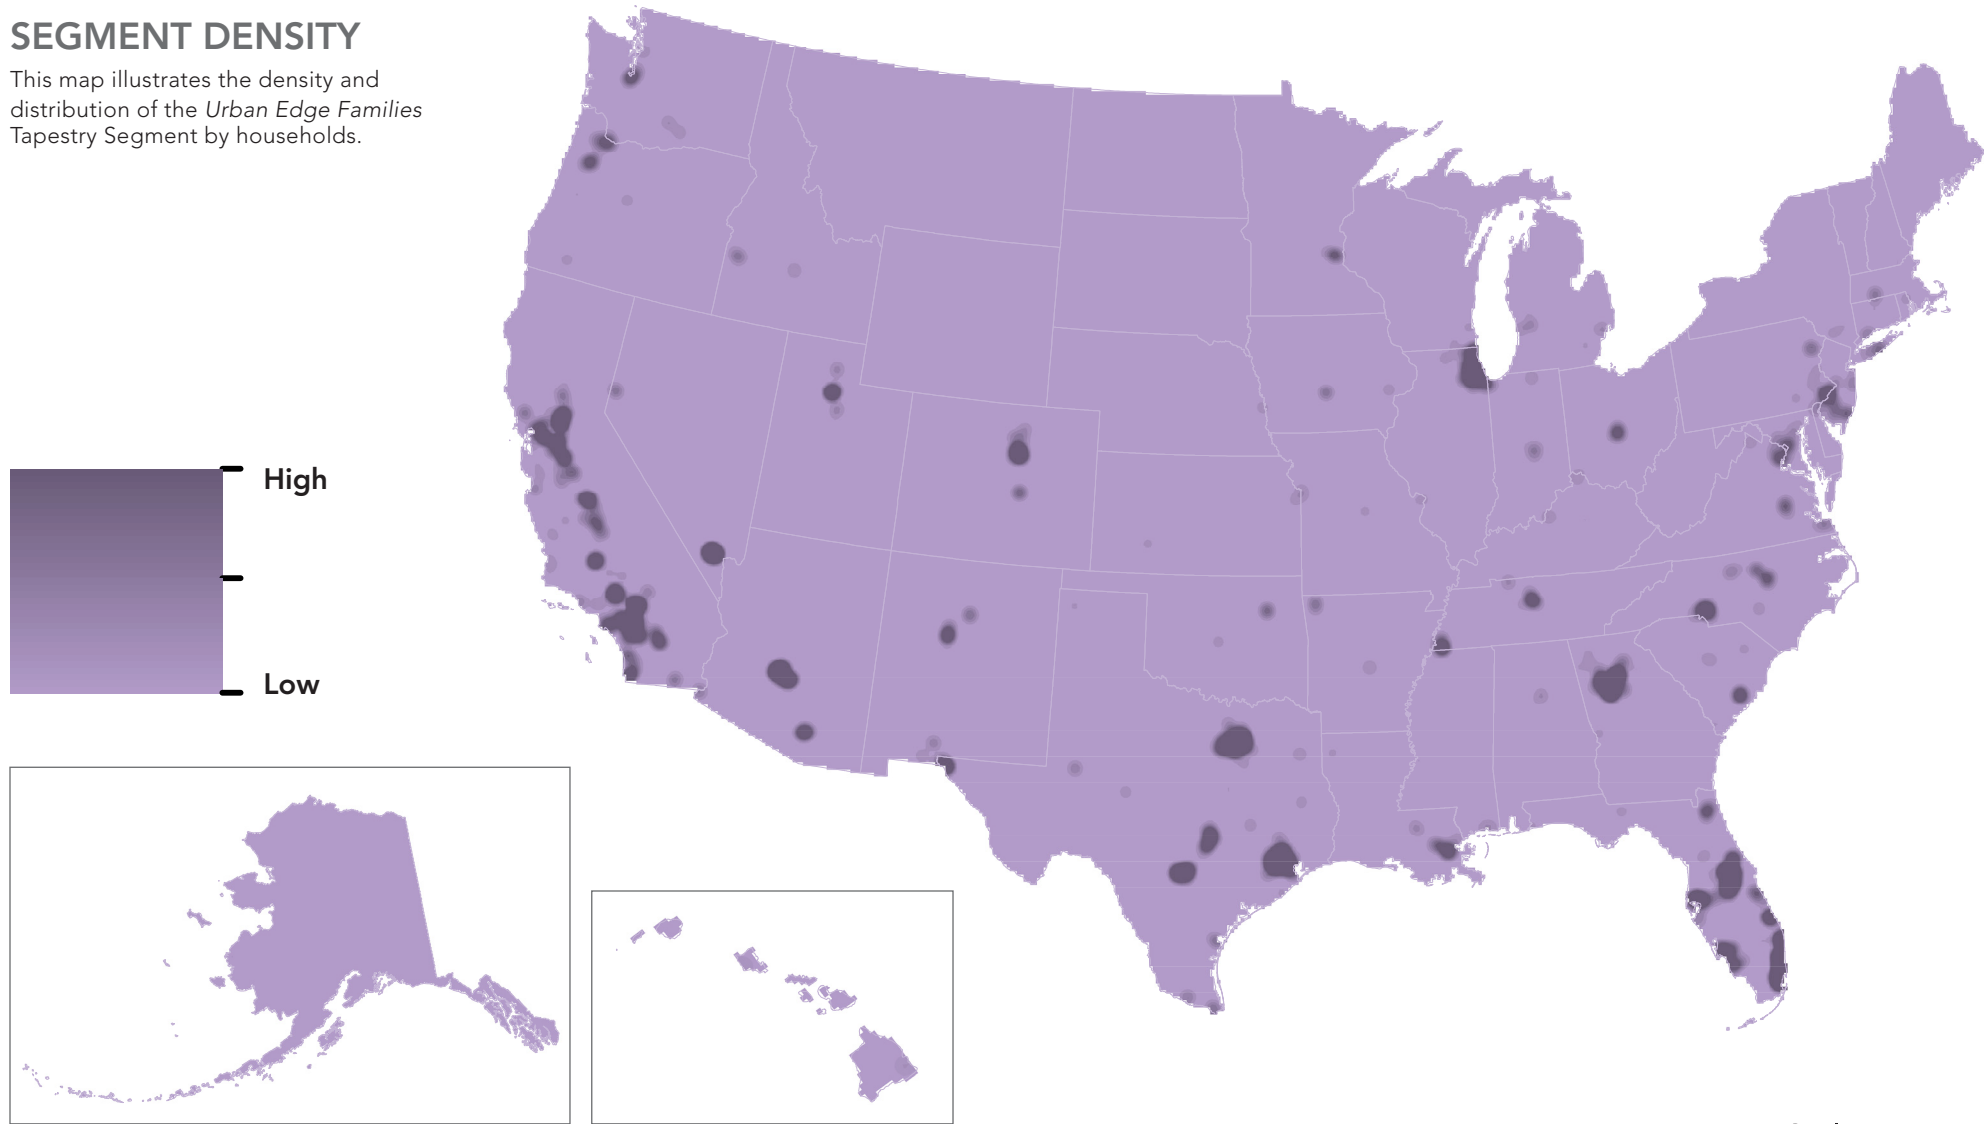 SEGMENT DENSITY
This map illustrates the density and
distribution of the Urban Edge Families
Tapestry Segment by households.
High
Low